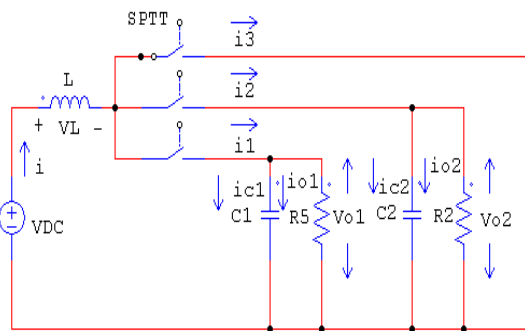 SPTT
i3
L
i2
+ VL -
i1
i
ic1
io1
ic2
io2
VDC
C1
R5
Vo1
C2
R2
Vo2